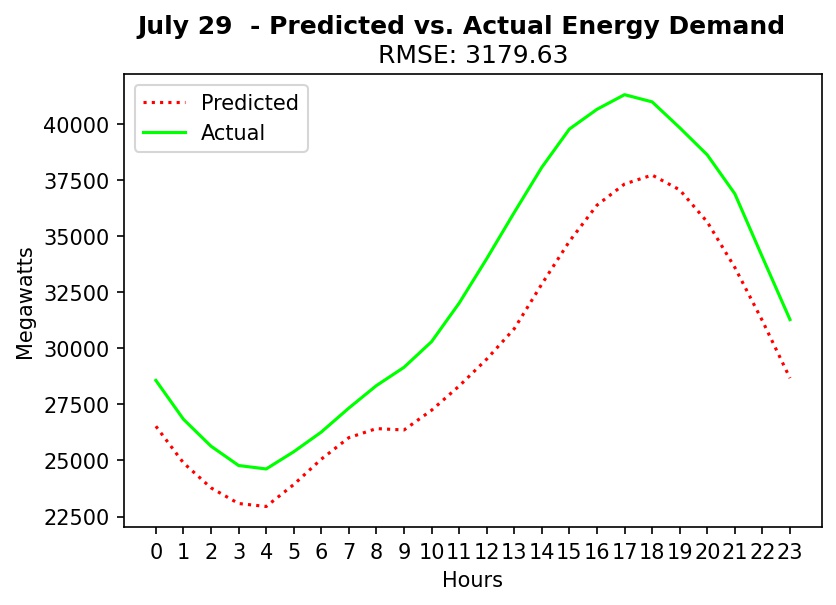 July 29  - Predicted vs. Actual Energy Demand
RMSE: 3179.63
Predicted
Actual
40000
37500
35000
32500
30000
27500
25000
22500
Megawatts
0 1 2 3 4 5 6 7 8 9 10 11 12 13 14 15 16 17 18 19 20 21 22 23
Hours